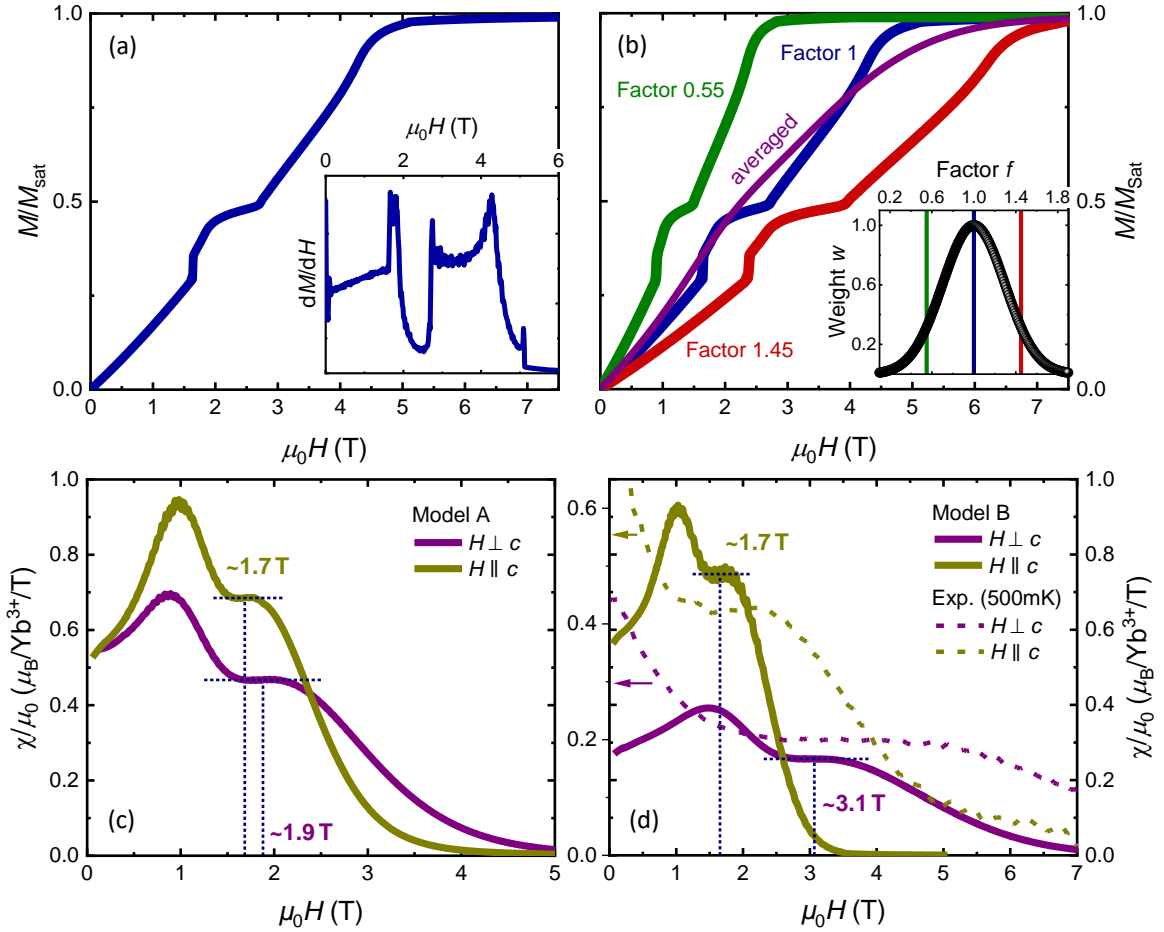 (a)
1.0
0.5
0.0
M/Msat
0 1 2 3 4 5 6 7
μ0H (T)
μ0H (T)
2 4 6
dM/dH
(b)
Factor 0.55
Factor 1
averaged
Factor 1.45
Factor f
0.2 0.6 1.0 1.4 1.8
1.0
0.6
0.2
Weight w
1.0
0.5
0.0
M/MSat
0 1 2 3 4 5 6 7
μ0H (T)
(c)
1.0
0.8
0.6
0.4
0.2
0.0
χ/μ0 (μB/Yb3+/T)
Model A
H ⊥ c
H ∥ c
~1.7 T
~1.9 T
0 1 2 3 4 5
μ0H (T)
(d)
0.6
0.4
0.2
0.0
Model B
H ⊥ c
H ∥ c
Exp. (500mK)
H ⊥ c
H ∥ c
~1.7 T
~3.1 T
1.0
0.8
0.6
0.4
0.2
0.0
χ/μ0 (μB/Yb3+/T)
0 1 2 3 4 5 6 7
μ0H (T)